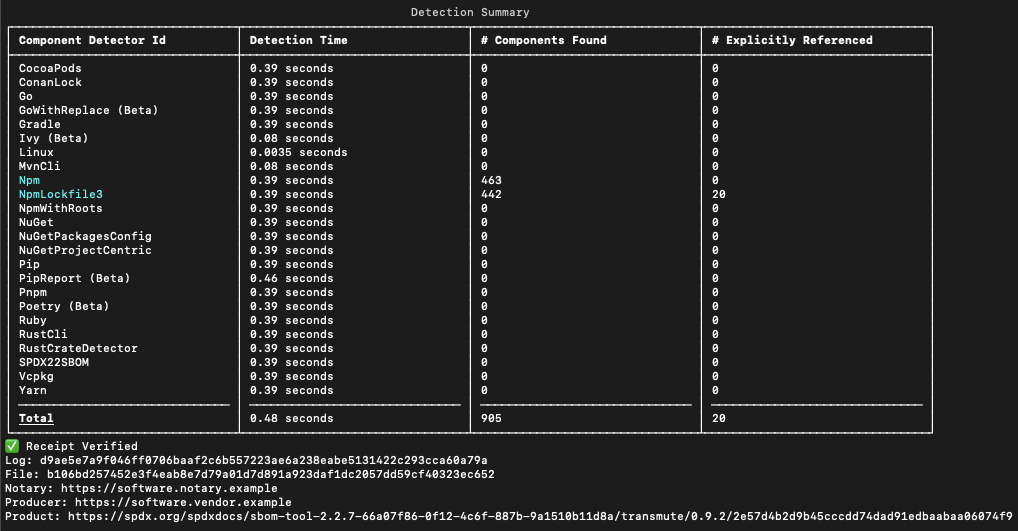 Detection Summary
Component Detector Id Detection Time # Components Found # Explicitly Referenced
CocoaPods 0.39 seconds 0 0
ConanLock 0.39 seconds 0 0
Go 0.39 seconds 0 0
GoWithReplace (Beta) 0.39 seconds 0 0
Gradle 0.39 seconds 0 0
Ivy (Beta) 0.08 seconds 0 0
Linux 0.0035 seconds 0 0
MvnCli 0.08 seconds 0 0
Npm 0.39 seconds 463 0
NpmLockfile3 0.39 seconds 442 20
NpmWithRoots 0.39 seconds 0 0
NuGet 0.39 seconds 0 0
NuGetPackagesConfig 0.39 seconds 0 0
NuGetProjectCentric 0.39 seconds 0 0
Pip 0.39 seconds 0 0
PipReport (Beta) 0.46 seconds 0 0
Pnpm 0.39 seconds 0 0
Poetry (Beta) 0.39 seconds 0 0
Ruby 0.39 seconds 0 0
RustCli 0.39 seconds 0 0
RustCrateDetector 0.39 seconds 0 0
SPDX22SBOM 0.39 seconds 0 0
Vcpkg 0.39 seconds 0 0
Yarn 0.39 seconds 0 0
Total 0.48 seconds 905 20
✅ Receipt Verified
Log: d9ae5e7a9f046ff0706baaf2c6b557223ae6a238eabe5131422c293cca60a79a
File: b106bd257452e3f4eab8e7d79a01d7d891a923daf1dc2057dd59cf40323ec652
Notary: https://software.notary.example
Producer: https://software.vendor.example
Product: https://spdx.org/spdxdocs/sbom-tool-2.2.7-66a07f86-0f12-4c6f-887b-9a1510b11d8a/transmute/0.9.2/2e57d4b2d9b45cccdd74dad91edbaabaa06074f9